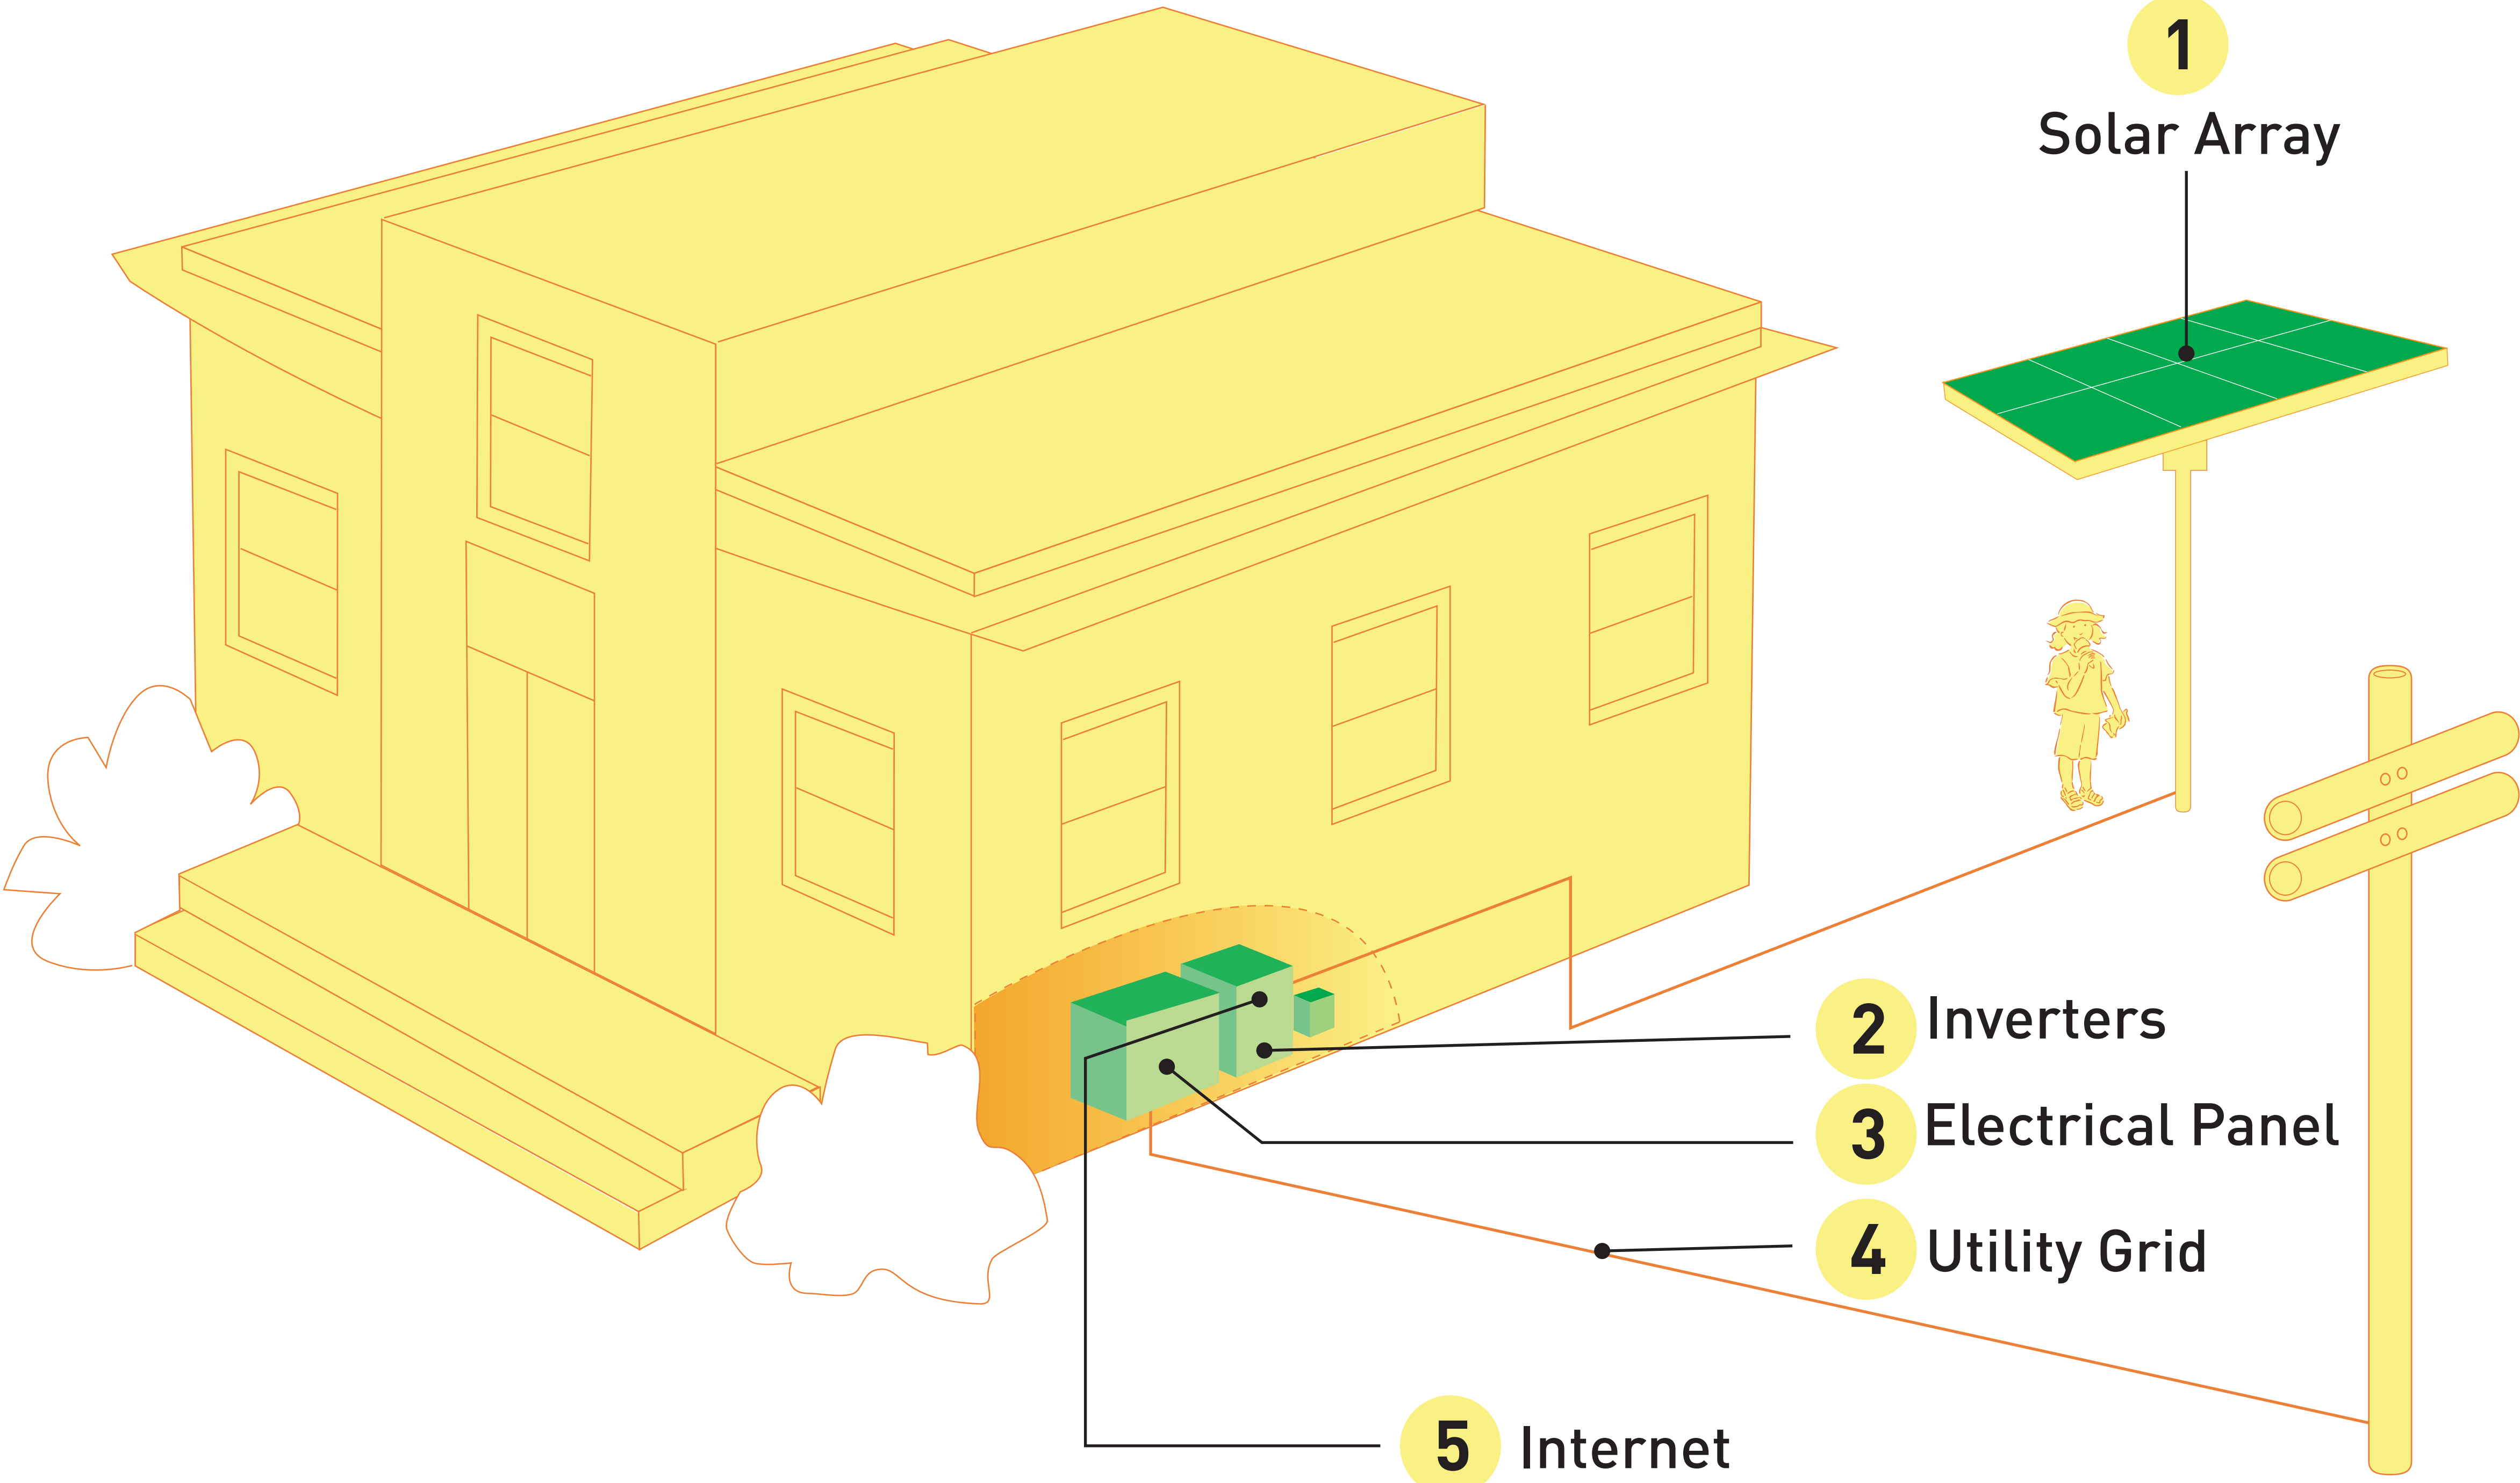 1
Solar Array
2 Inverters
3 Electrical Panel
4 Utility Grid
5 Internet